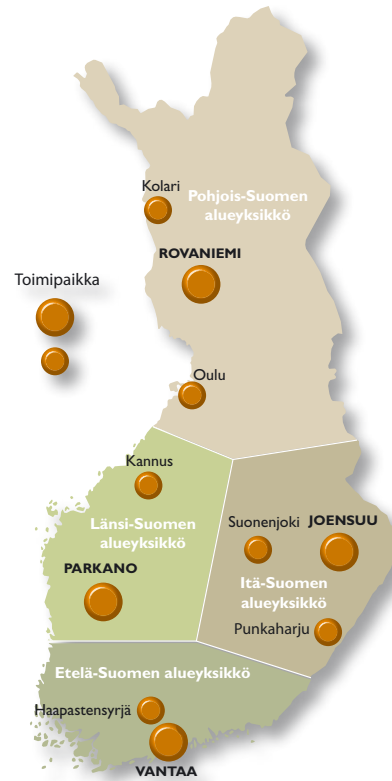 Kolari
Pohjois-Suomen
alueyksikkö
ROVANIEMI
Toimipaikka
Oulu
Kannus
Länsi-Suomen
alueyksikkö
Suonenjoki
JOENSUU
PARKANO
Itä-Suomen
alueyksikkö
Punkaharju
Etelä-Suomen alueyksikkö
Haapastensyrjä
VANTAA